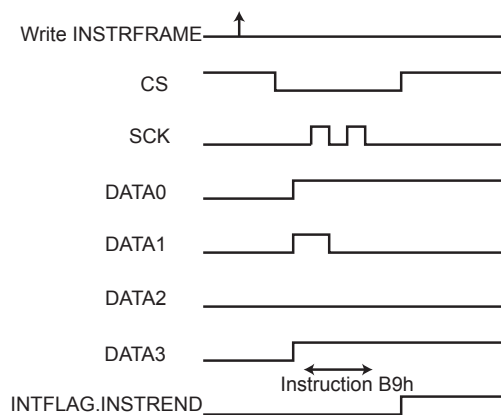 Write INSTRFRAME
CS
SCK
DATA0
DATA1
DATA2
DATA3
Instruction B9h
INTFLAG.INSTREND